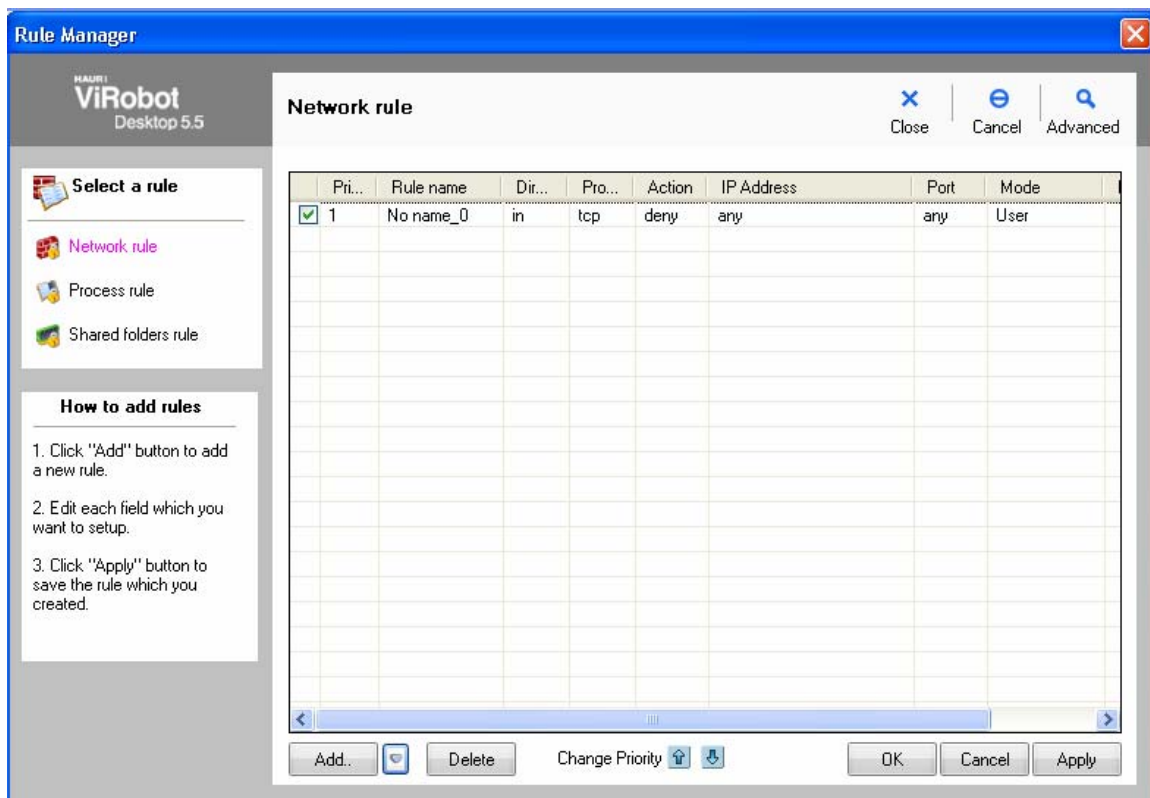 Rule Manager
HAURI
ViRobot
Desktop 5.5
Network rule
Close
Cancel
Advanced
Select a rule
Network rule
Process rule
Shared folders rule
How to add rules
1. Click "Add" button to add
a new rule.
2. Edit each field which you
want to setup.
3. Click "Apply" button to
save the rule which you
created.
Pri... Rule name Dir... Pro... Action IP Address Port Mode
1 No name_0 in tcp deny any any User
Add.. Delete Change Priority OK Cancel Apply